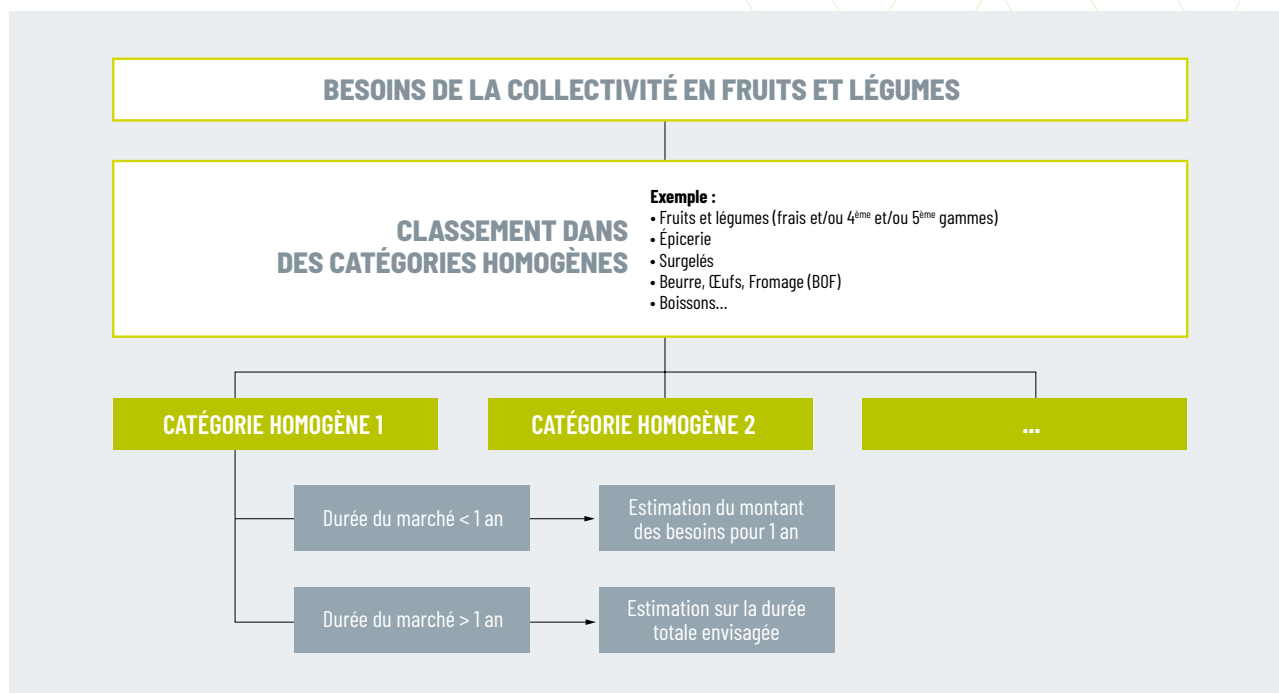 BESOINS DE LA COLLECTIVITÉ EN FRUITS ET LÉGUMES
CLASSEMENT DANS
DES CATÉGORIES HOMOGÈNES
Exemple :
• Fruits et légumes (frais et/ou 4ème et/ou 5ème gammes)
• Épicerie
• Surgelés
• Beurre, Œufs, Fromage (BOF)
• Boissons...
CATÉGORIE HOMOGÈNE 1
CATÉGORIE HOMOGÈNE 2
...
Durée du marché < 1 an
Estimation du montant
des besoins pour 1 an
Durée du marché > 1 an
Estimation sur la durée
totale envisagée